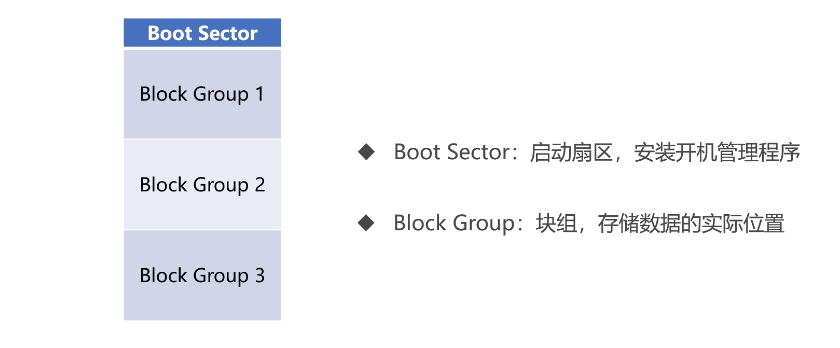 Boot Sector
Block Group 1
Block Group 2
Block Group 3
◆ Boot Sector：启动扇区，安装开机管理程序
◆ Block Group：块组，存储数据的实际位置